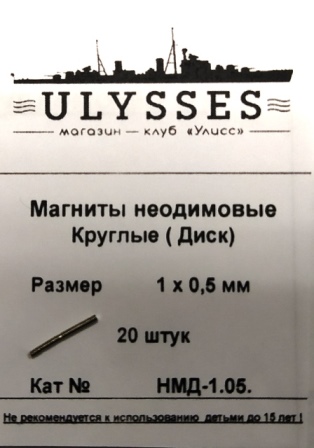 ULYSSES
магазин — клуб «Улисс»
Магниты неодимовые
Круглые ( Диск)
Размер 1 x 0,5 мм
20 штук
Кат № НМД-1.05.
Не рекомендуется к использованию детьми до 15 лет !